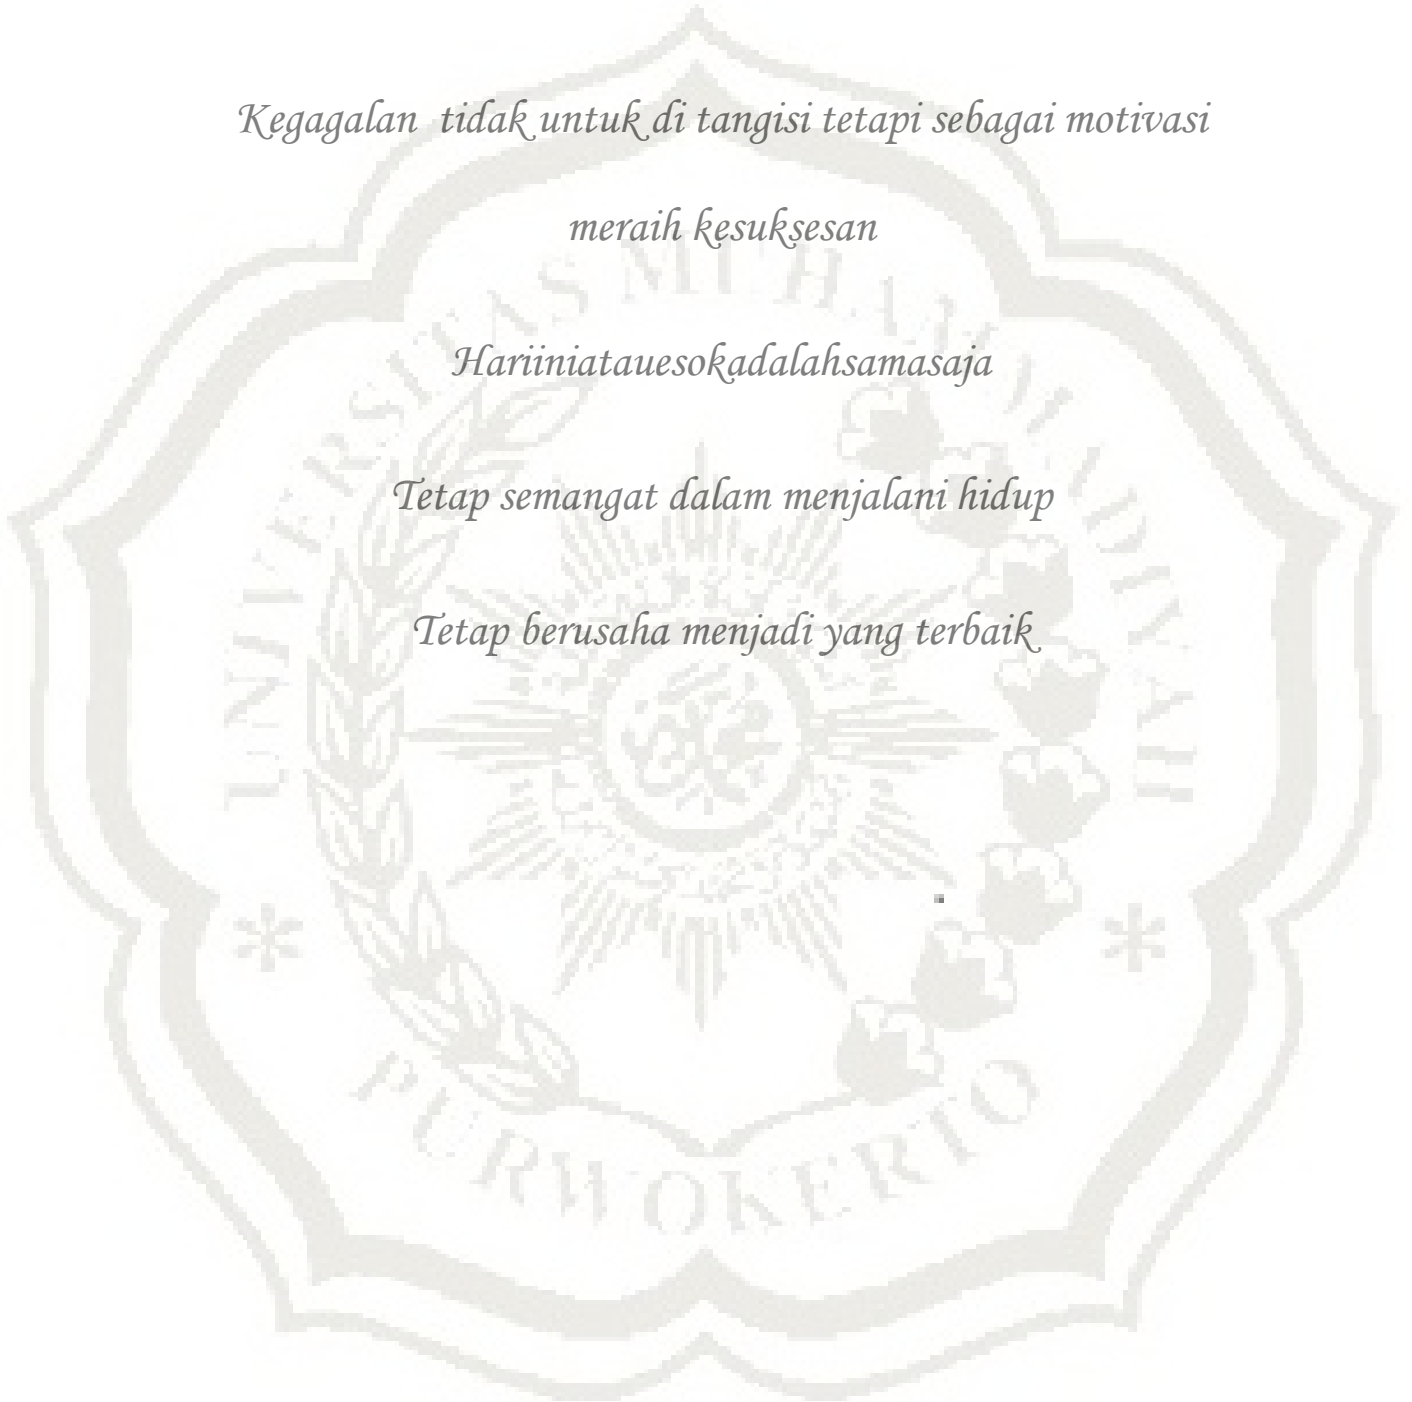 Kegagalan tidak untuk di tangisi tetapi sebagai motivasi
meraih kesuksesan
Hariiniatauesokadalahsamasaja
Tetap semangat dalam menjalani hidup
Tetap berusaha menjadi yang terbaik
UNIVERSITAS MUHAMMADIYAH
PURWOKERTO